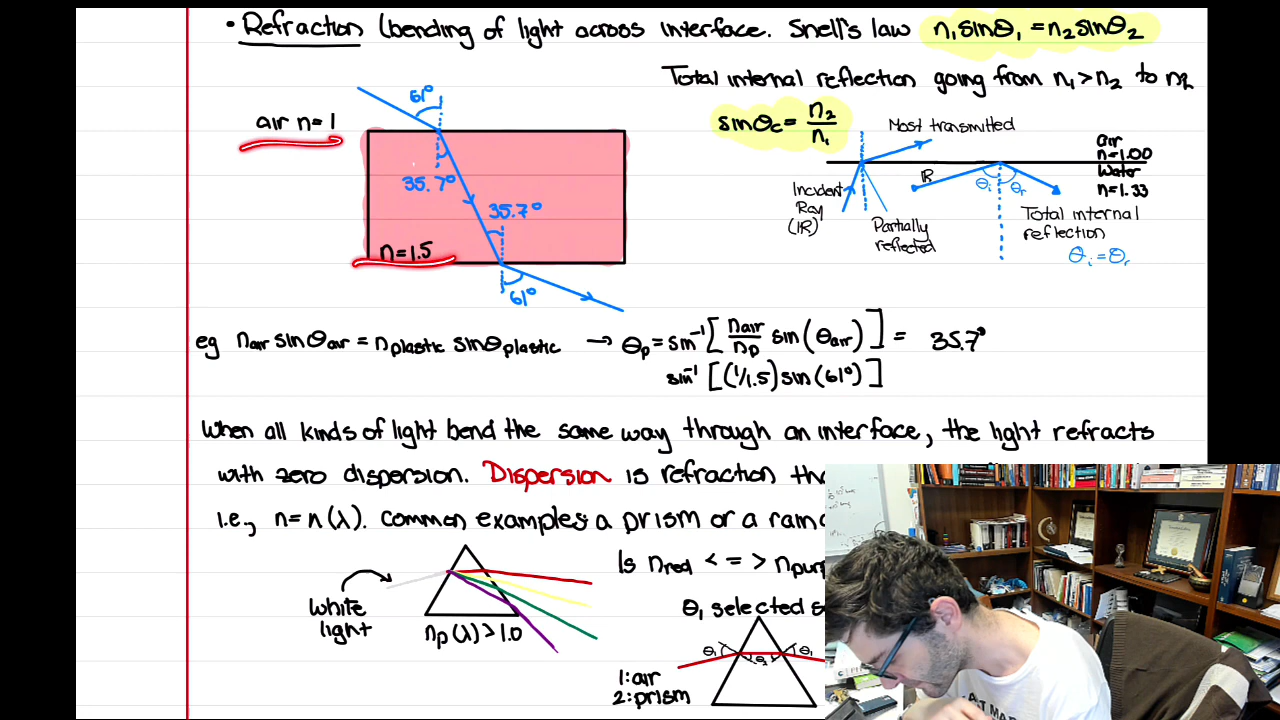 • Refraction (bending of light across interface. Snell's law n₁sinθ₁ = n₂sinθ₂
Total internal reflection going from n₁ > n₂ to n₂
sinθc = n₂/n₁
61°
air n=1
35.7°
35.7°
n=1.5
61°
Most transmitted
air
n=1.00
Water
n=1.33
IR
θi θr
Incident
Ray
(IR)
Partially
reflected
Total internal
reflection
θi = θr
eg nair sinθair = nplastic sinθplastic → θp = sin⁻¹[nair/np sin(θair)] = 35.7°
sin⁻¹[(1/1.5)sin(61°)]
When all kinds of light bend the same way through an interface, the light refracts
with zero dispersion. Dispersion is refraction
i.e., n = n(λ). Common examples a prism or a
Is nred < = >
white
light
np(λ) > 1.0
θ₁ selected
θ₁ θ₂ θ₁
1: air
2: prism